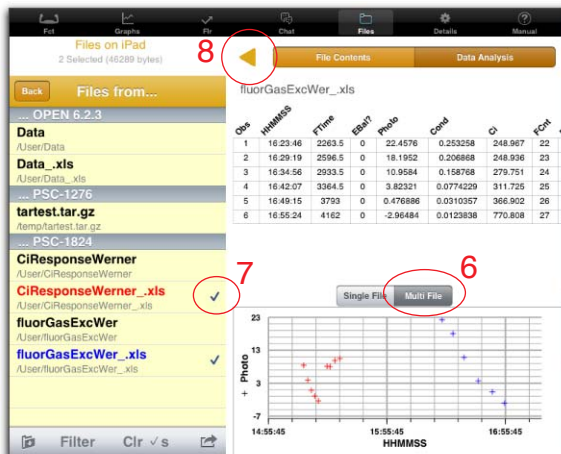 Fct Graphs Flr Chat Files Details Manual
Files on iPad
2 Selected (46289 bytes)
8
File Contents Data Analysis
Back Files from...
fluorGasExcWer_.xls
... OPEN 6.2.3
Data
/User/Data
Data_.xls
/User/Data_.xls
... PSC-1276
tartest.tar.gz
/temp/tartest.tar.gz
... PSC-1824
CiResponseWerner
/User/CiResponseWerner
CiResponseWerner_.xls
/User/CiResponseWerner_.xls
fluorGasExcWer
/User/fluorGasExcWer
fluorGasExcWer_.xls
/User/fluorGasExcWer_.xls
7
Filter Clr ✓ s
Obs HHMMSS FTime EBal? Photo Cond Ci FCnt
1 16:23:46 2263.5 0 22.4576 0.253258 248.967 22
2 16:29:19 2596.5 0 18.1952 0.206868 248.936 23
3 16:34:56 2933.5 0 10.9584 0.158768 279.751 24
4 16:42:07 3364.5 0 3.82321 0.0774229 311.725 25
5 16:49:15 3793 0 0.476886 0.0310357 366.902 26
6 16:55:24 4162 0 -2.96484 0.0123838 770.808 27
6
Single File Multi File
23
13
3
-7
+ Photo
14:55:45 15:55:45 16:55:45
HHMMSS